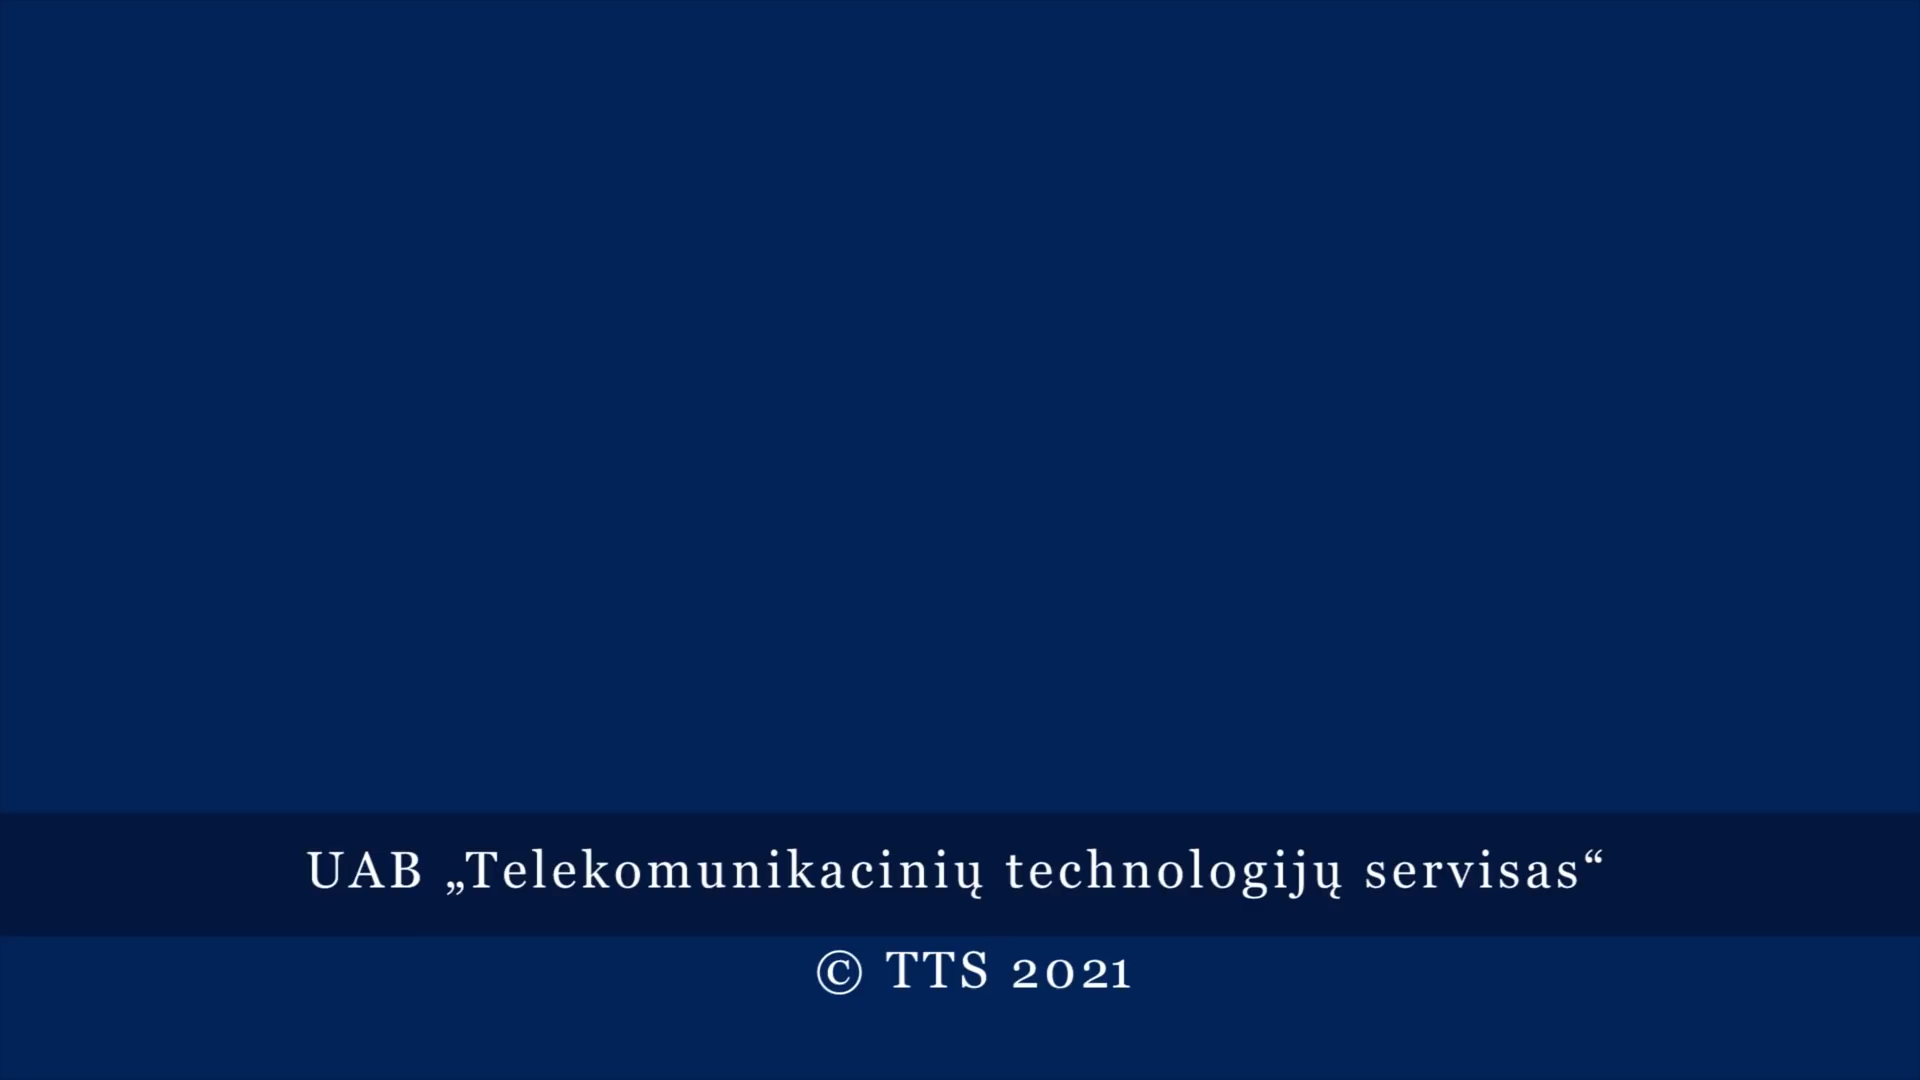 UAB „Telekomunikacinių technologijų servisas“
© TTS 2021